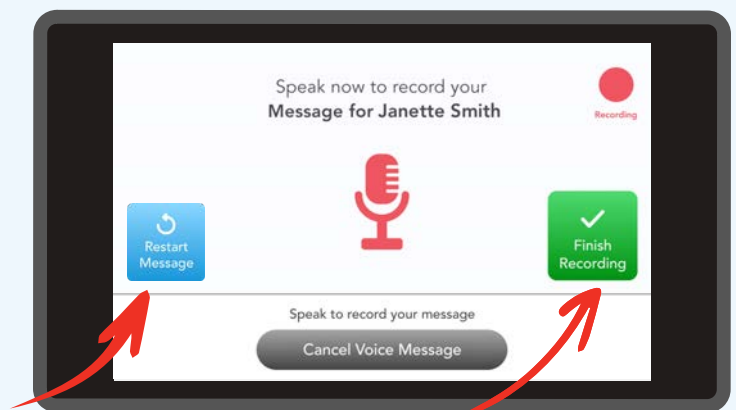 Speak now to record your
Message for Janette Smith
Recording
Restart
Message
Finish
Recording
Speak to record your message
Cancel Voice Message